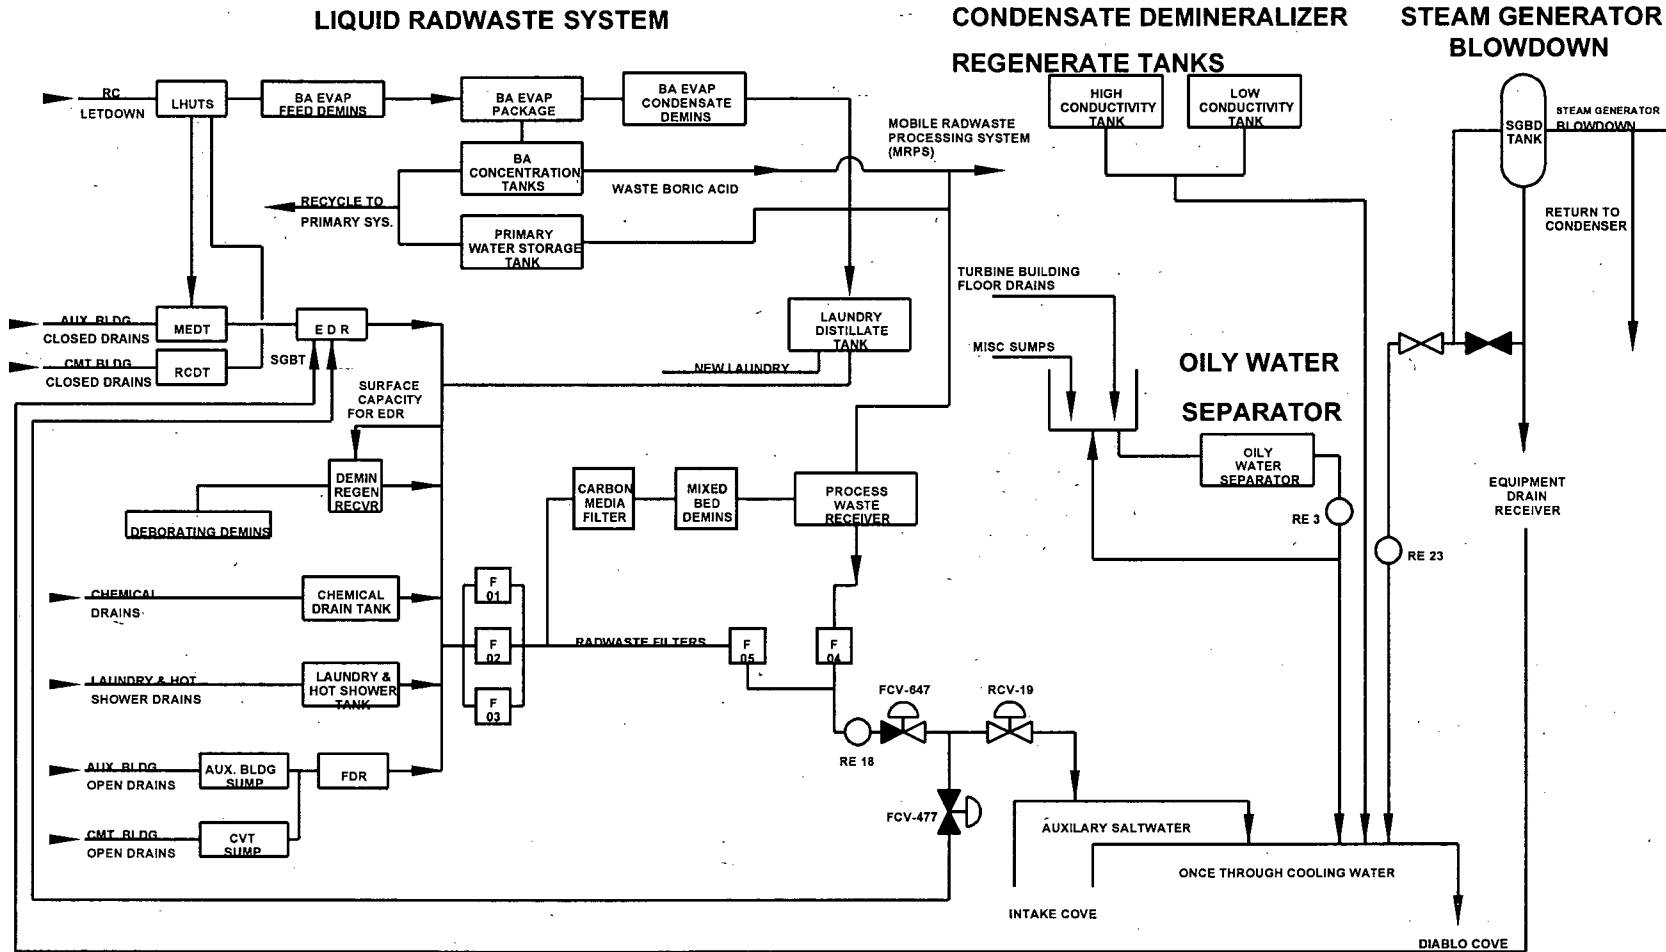 LIQUID RADWASTE SYSTEM
CONDENSATE DEMINERALIZER
REGENERATE TANKS
STEAM GENERATOR
BLOWDOWN
RC
LETDOWN
LHUTS
BA EVAP
FEED DEMINS
BA EVAP
PACKAGE
BA EVAP
CONDENSATE
DEMINS
MOBILE RADWASTE
PROCESSING SYSTEM
(MRPS)
HIGH
CONDUCTIVITY
TANK
LOW
CONDUCTIVITY
TANK
SGBD
TANK
STEAM GENERATOR
BLOWDOWN
BA
CONCENTRATION
TANKS
WASTE BORIC ACID
RECYCLE TO
PRIMARY SYS.
PRIMARY
WATER STORAGE
TANK
RETURN TO
CONDENSER
TURBINE BUILDING
FLOOR DRAINS
AUX. BLDG
CLOSED DRAINS
MEDT
E D R
LAUNDRY
DISTILLATE
TANK
MISC SUMPS
CMT BLDG
CLOSED DRAINS
RCDT
SGBT
NEW LAUNDRY
OILY WATER
SEPARATOR
SURFACE
CAPACITY
FOR EDR
DEMIN
REGEN
RECVR
DEBORATING DEMINS
CARBON
MEDIA
FILTER
MIXED
BED
DEMINS
PROCESS
WASTE
RECEIVER
OILY
WATER
SEPARATOR
EQUIPMENT
DRAIN
RECEIVER
RE 3
RE 23
CHEMICAL
DRAINS
CHEMICAL
DRAIN TANK
F
01
F
02
F
03
RADWASTE FILTERS
F
05
F
04
LAUNDRY & HOT
SHOWER DRAINS
LAUNDRY &
HOT SHOWER
TANK
FCV-647
RCV-19
RE 18
AUX. BLDG
OPEN DRAINS
AUX. BLDG
SUMP
FDR
FCV-477
CMT. BLDG
OPEN DRAINS
CVT
SUMP
AUXILARY SALTWATER
ONCE THROUGH COOLING WATER
INTAKE COVE
DIABLO COVE